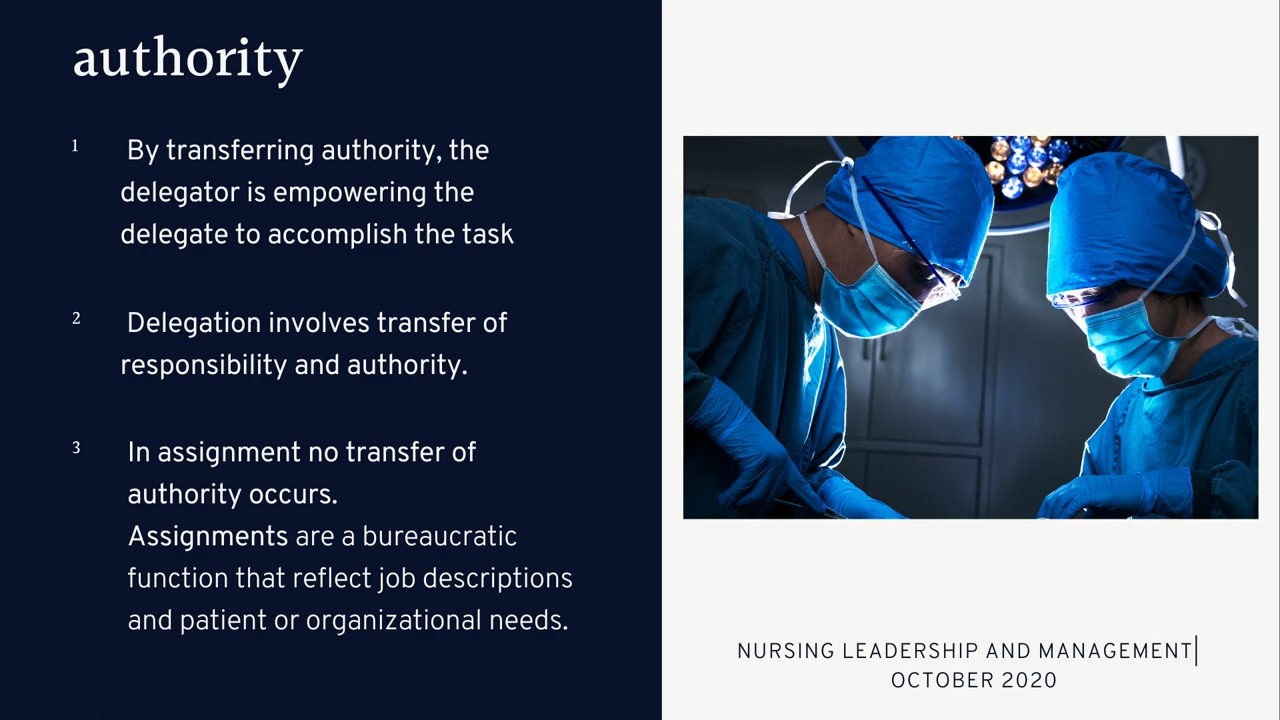 authority
1 By transferring authority, the
delegator is empowering the
delegate to accomplish the task
2 Delegation involves transfer of
responsibility and authority.
3 In assignment no transfer of
authority occurs.
Assignments are a bureaucratic
function that reflect job descriptions
and patient or organizational needs.
NURSING LEADERSHIP AND MANAGEMENT|
OCTOBER 2020